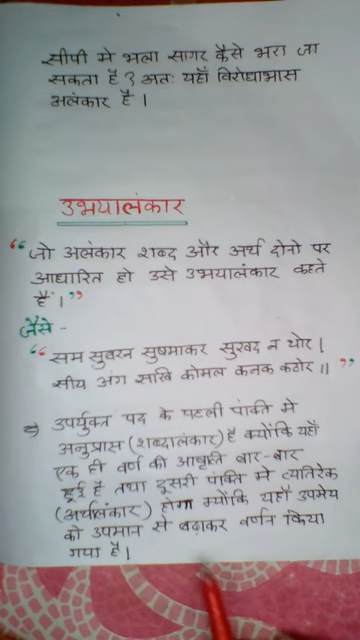 सीपी मे भला सागर कैसे भरा जा
सकता है ? अतः यहाँ विरोधाभास
अलंकार है ।
उभयालंकार
“ जो अलंकार शब्द और अर्थ दोनो पर
आधारित हो उसे उभयालंकार कहते
हैं । ”
जैसे -
“ सम सुवरन सुषमाकर सुखद न थोर ।
सीय अंग सखि कोमल कनक कठोर ॥ ”
⇒ उपर्युक्त पद के पहली पंक्ति मे
अनुप्रास (शब्दालंकार) है क्योंकि यहाँ
एक ही वर्ण की आवृत्ति बार-बार
हुई है तथा दूसरी पंक्ति मे व्यतिरेक
(अर्थालंकार) होगा क्योंकि यहाँ उपमेय
को उपमान से बढ़ाकर वर्णन किया
गया है ।